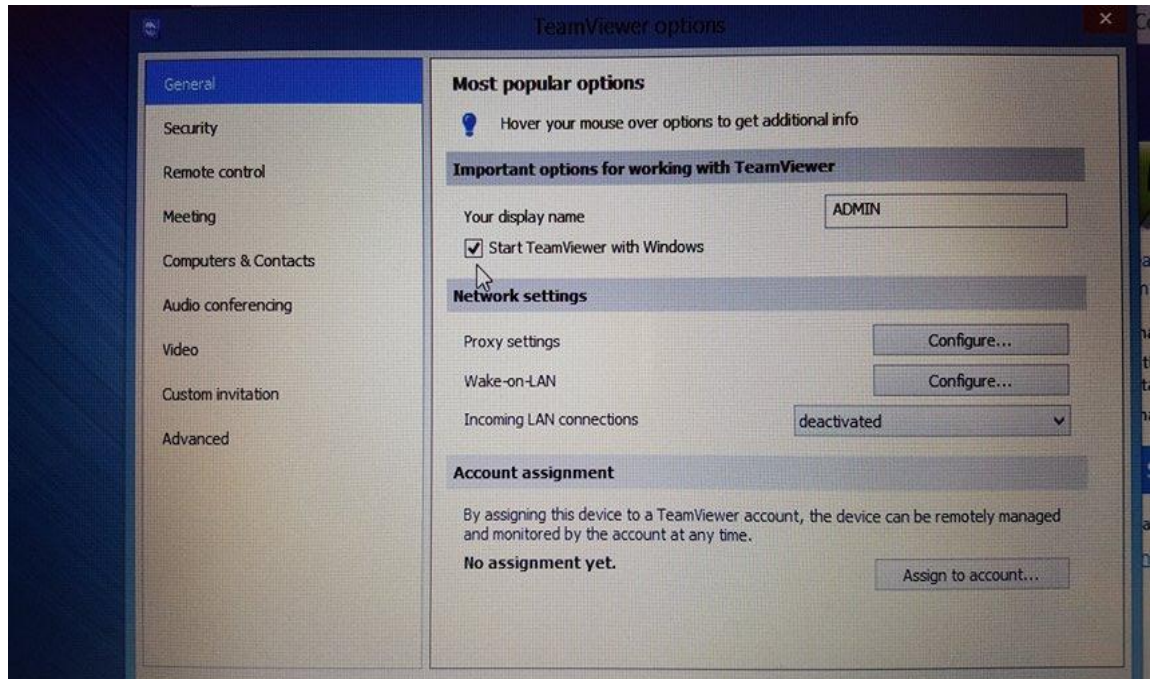 TeamViewer options
General
Security
Remote control
Meeting
Computers & Contacts
Audio conferencing
Video
Custom invitation
Advanced
Most popular options
Hover your mouse over options to get additional info
Important options for working with TeamViewer
Your display name
ADMIN
Start TeamViewer with Windows
Network settings
Proxy settings
Configure...
Wake-on-LAN
Configure...
Incoming LAN connections
deactivated
Account assignment
By assigning this device to a TeamViewer account, the device can be remotely managed
and monitored by the account at any time.
No assignment yet.
Assign to account...